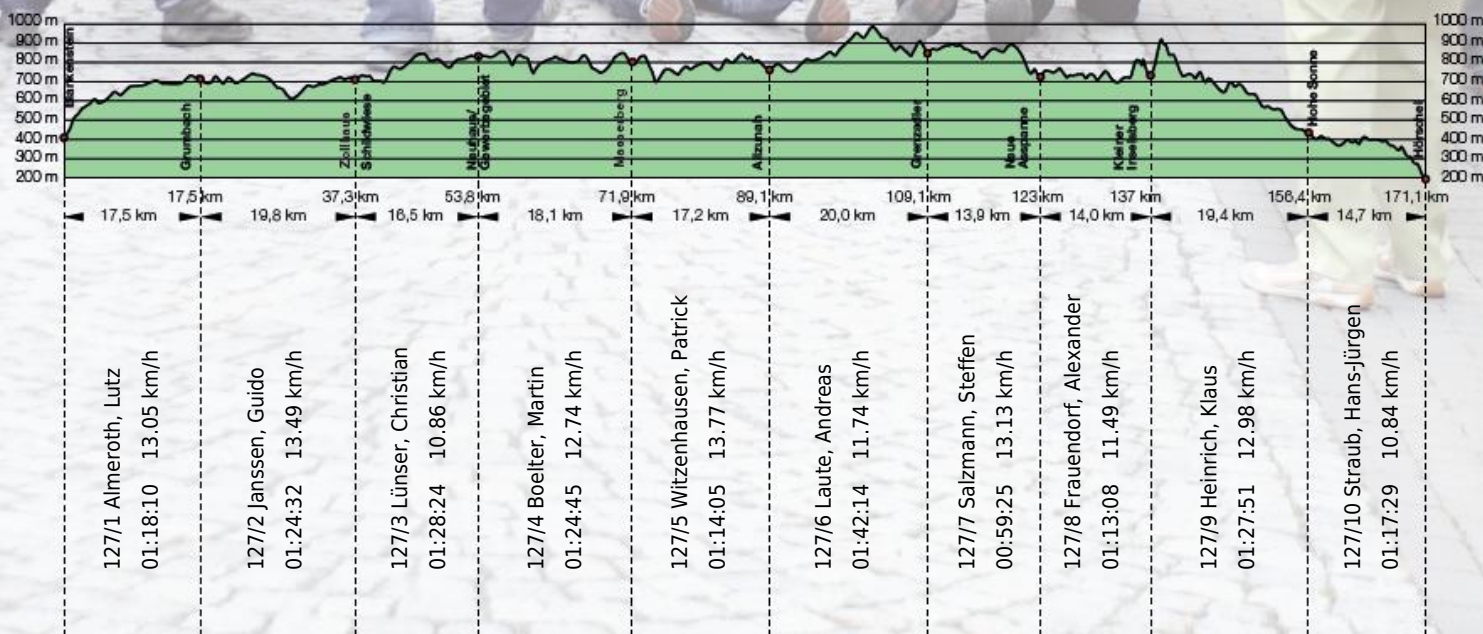 1000 m
900 m
800 m
700 m
600 m
500 m
400 m
300 m
200 m
1000 m
900 m
800 m
700 m
600 m
500 m
400 m
300 m
200 m
Blankenstein
Grumbach
Zollhaus
Schildwiese
Neuhaus/
Masserberg
Allzunah
Grenzadler
Neue
Ausspanne
Kleiner
Inselsberg
Hohe Sonne
Hörschel
17,5 km
37,3 km
53,8 km
71,9 km
89,1 km
109,1 km
123 km
137 km
156,4 km
171,1 km
17,5 km
19,8 km
16,5 km
18,1 km
17,2 km
20,0 km
13,9 km
14,0 km
19,4 km
14,7 km
127/1 Almeroth, Lutz
01:18:10 13.05 km/h
127/2 Janssen, Guido
01:24:32 13.49 km/h
127/3 Lünser, Christian
01:28:24 10.86 km/h
127/4 Boelter, Martin
01:24:45 12.74 km/h
127/5 Witzenhausen, Patrick
01:14:05 13.77 km/h
127/6 Laute, Andreas
01:42:14 11.74 km/h
127/7 Salzmann, Steffen
00:59:25 13.13 km/h
127/8 Frauendorf, Alexander
01:13:08 11.49 km/h
127/9 Heinrich, Klaus
01:27:51 12.98 km/h
127/10 Straub, Hans-Jürgen
01:17:29 10.84 km/h